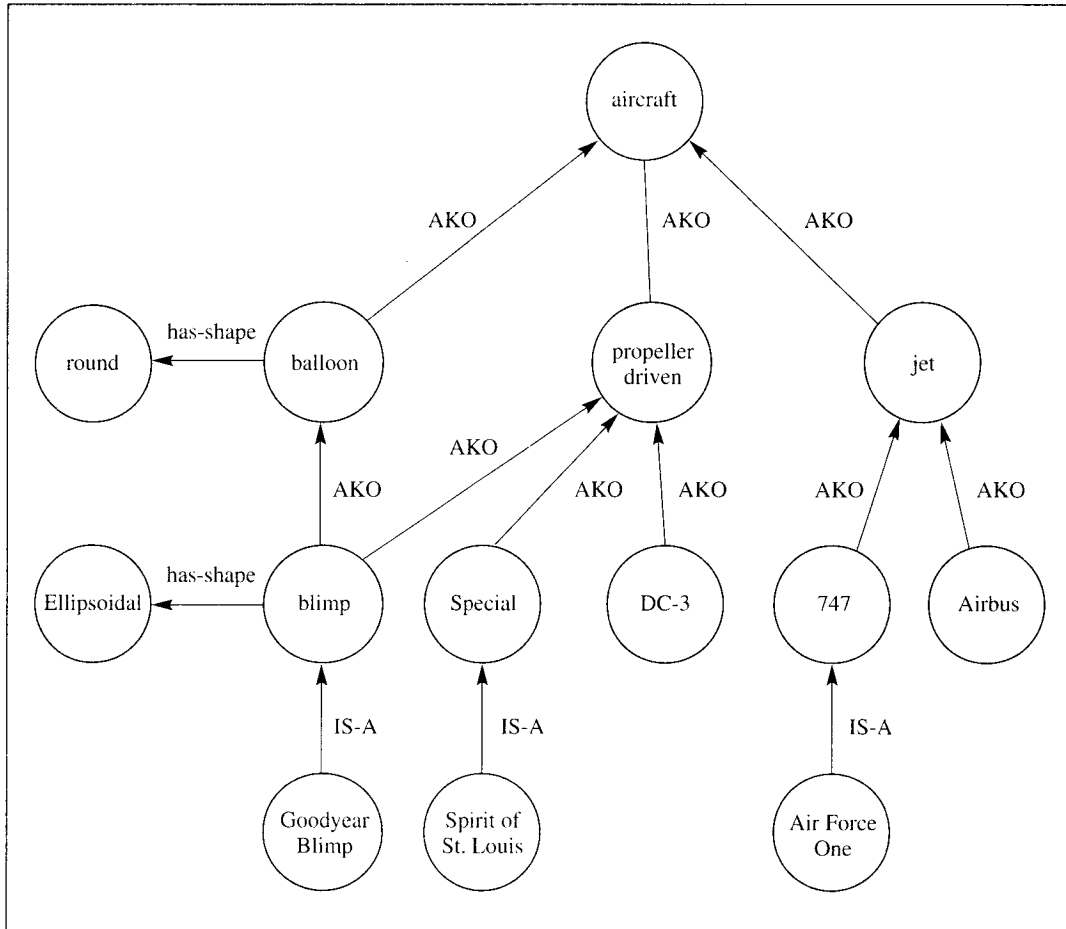 aircraft
AKO
AKO
AKO
has-shape
round
balloon
propeller
driven
jet
AKO
AKO
AKO
AKO
AKO
AKO
has-shape
Ellipsoidal
blimp
Special
DC-3
747
Airbus
IS-A
IS-A
IS-A
Goodyear
Blimp
Spirit of
St. Louis
Air Force
One